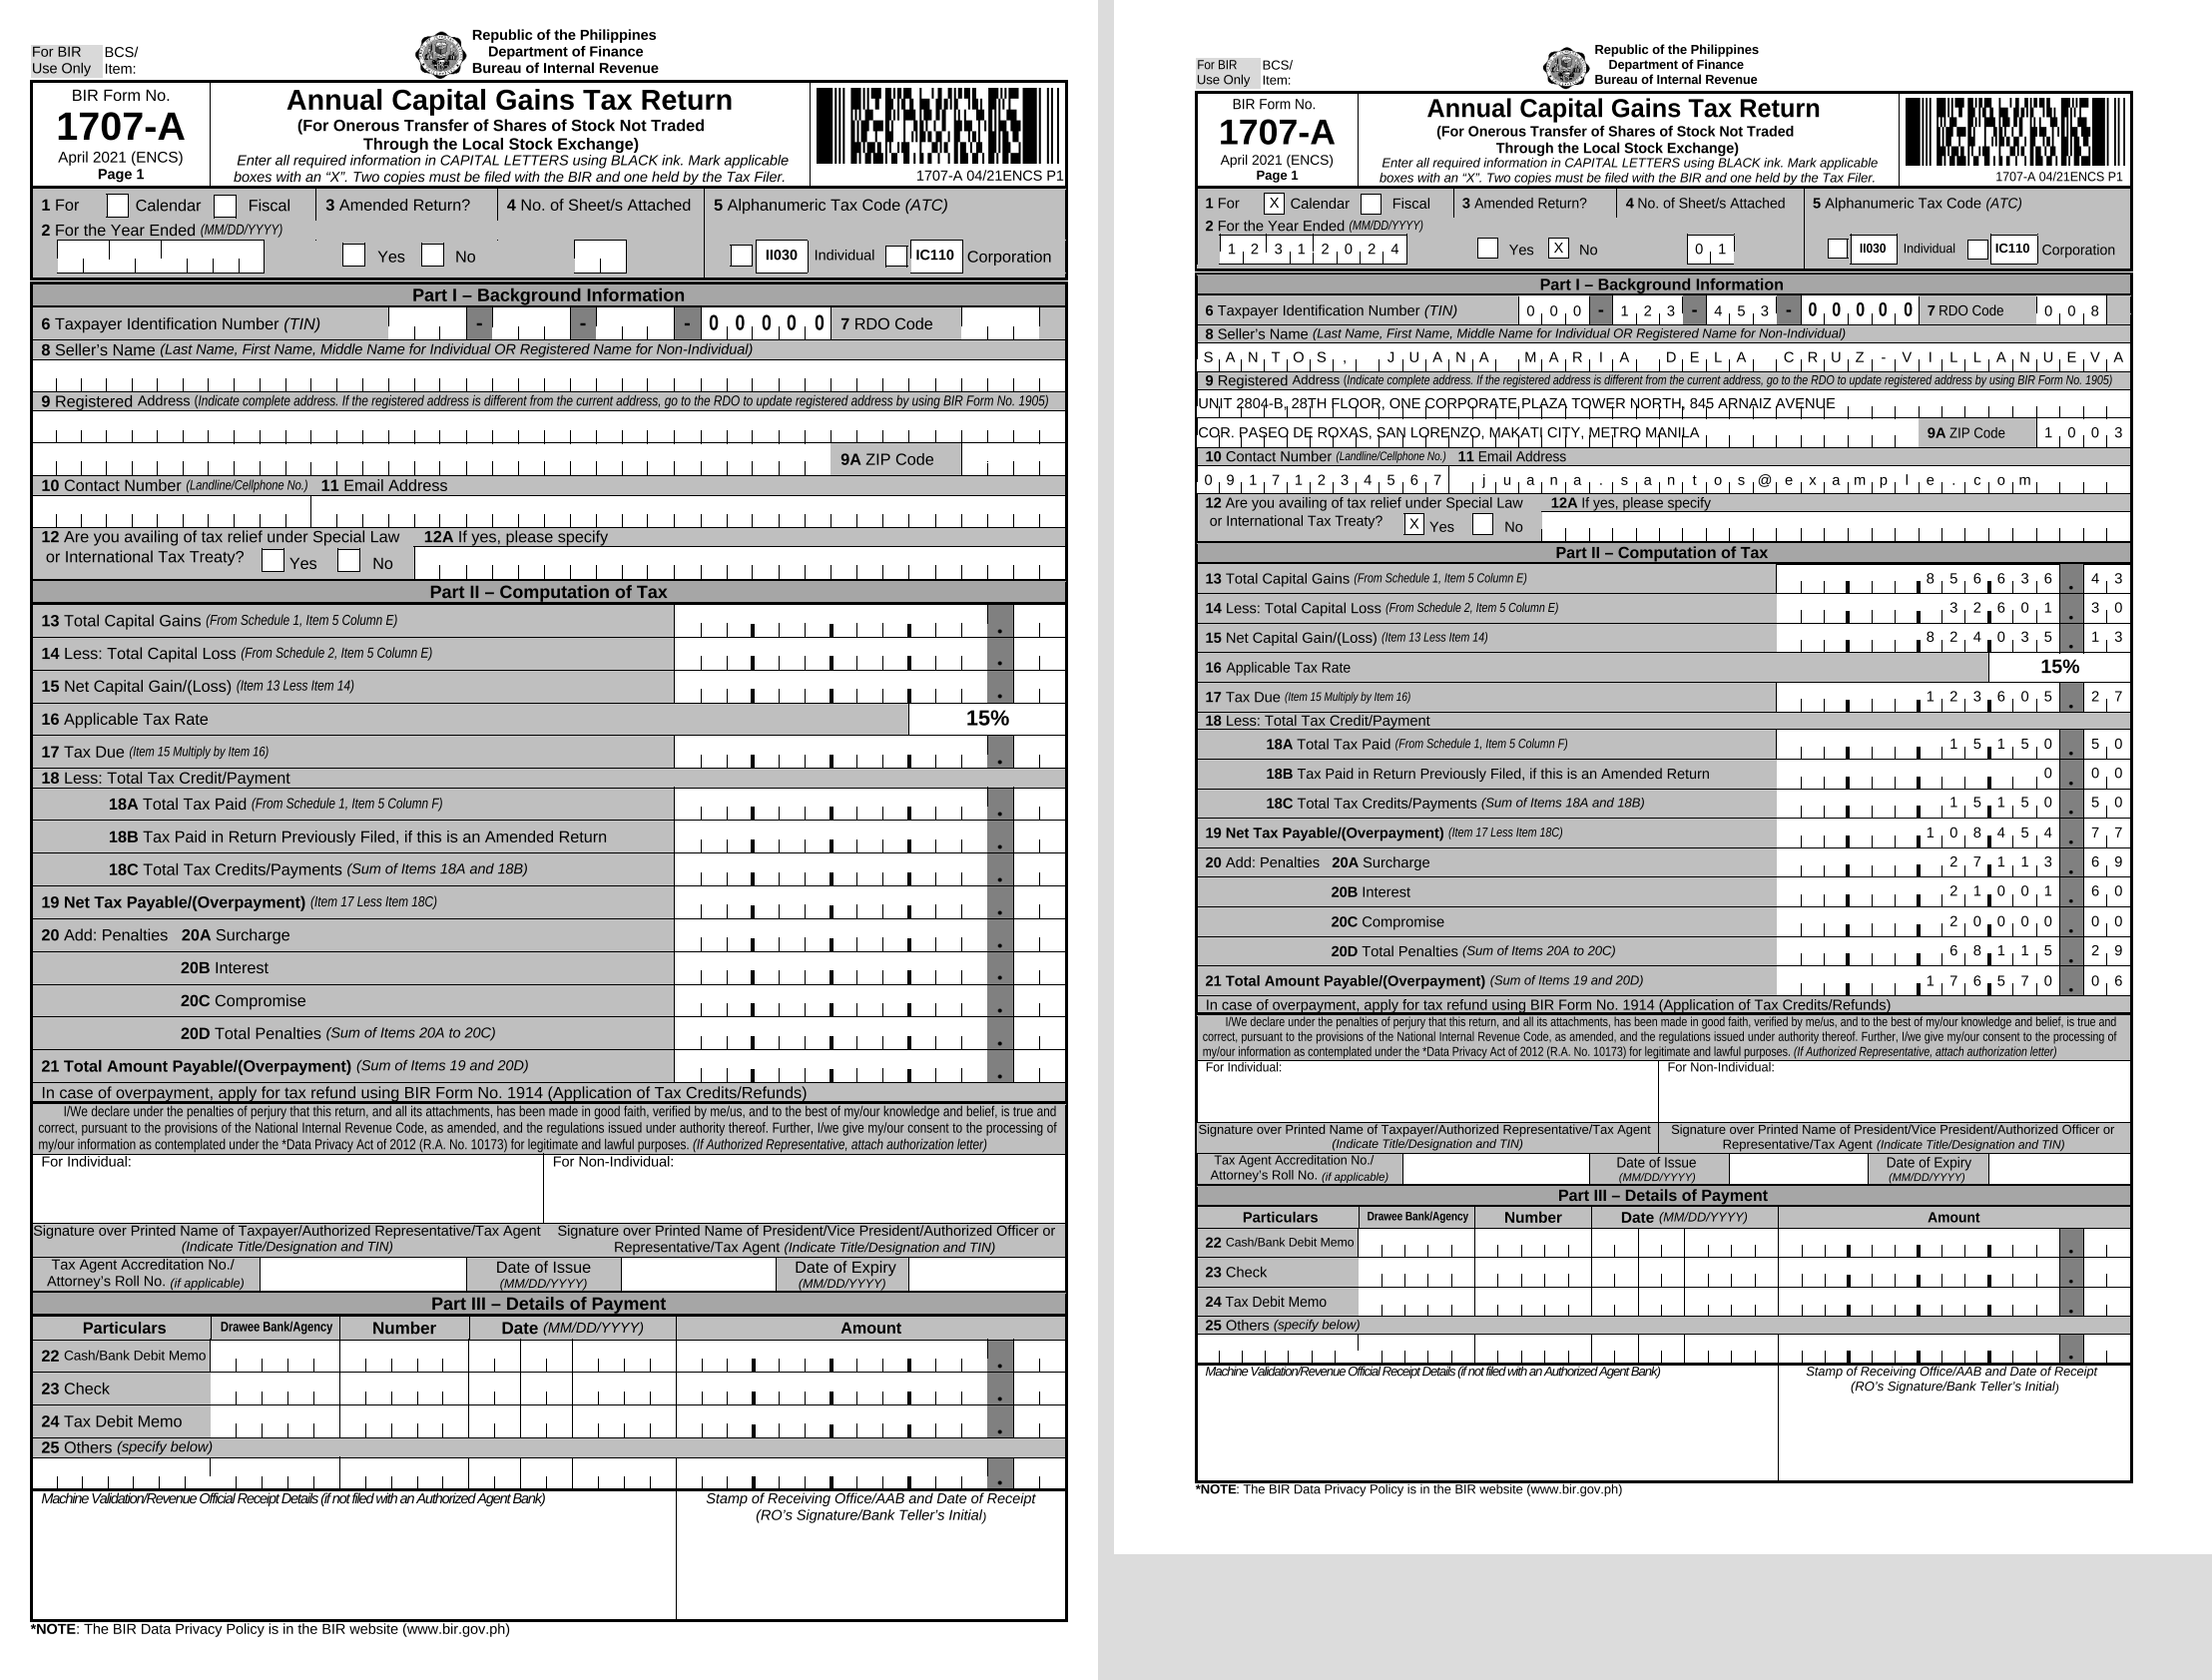 For BIR
Use Only
BCS/
Item:
Republic of the Philippines
Department of Finance
Bureau of Internal Revenue
BIR Form No.
1707-A
April 2021 (ENCS)
Page 1
Annual Capital Gains Tax Return
(For Onerous Transfer of Shares of Stock Not Traded
Through the Local Stock Exchange)
Enter all required information in CAPITAL LETTERS using BLACK ink. Mark applicable
boxes with an “X”. Two copies must be filed with the BIR and one held by the Tax Filer.
1707-A 04/21ENCS P1
1 For Calendar Fiscal
3 Amended Return?
4 No. of Sheet/s Attached
5 Alphanumeric Tax Code (ATC)
2 For the Year Ended (MM/DD/YYYY)
Yes No
II030 Individual IC110 Corporation
Part I – Background Information
6 Taxpayer Identification Number (TIN) - - - 0 0 0 0 0 7 RDO Code
8 Seller's Name (Last Name, First Name, Middle Name for Individual OR Registered Name for Non-Individual)
9 Registered Address (Indicate complete address. If the registered address is different from the current address, go to the RDO to update registered address by using BIR Form No. 1905)
9A ZIP Code
10 Contact Number (Landline/Cellphone No.) 11 Email Address
12 Are you availing of tax relief under Special Law 12A If yes, please specify
or International Tax Treaty? Yes No
Part II – Computation of Tax
13 Total Capital Gains (From Schedule 1, Item 5 Column E)
14 Less: Total Capital Loss (From Schedule 2, Item 5 Column E)
15 Net Capital Gain/(Loss) (Item 13 Less Item 14)
16 Applicable Tax Rate 15%
17 Tax Due (Item 15 Multiply by Item 16)
18 Less: Total Tax Credit/Payment
18A Total Tax Paid (From Schedule 1, Item 5 Column F)
18B Tax Paid in Return Previously Filed, if this is an Amended Return
18C Total Tax Credits/Payments (Sum of Items 18A and 18B)
19 Net Tax Payable/(Overpayment) (Item 17 Less Item 18C)
20 Add: Penalties 20A Surcharge
20B Interest
20C Compromise
20D Total Penalties (Sum of Items 20A to 20C)
21 Total Amount Payable/(Overpayment) (Sum of Items 19 and 20D)
In case of overpayment, apply for tax refund using BIR Form No. 1914 (Application of Tax Credits/Refunds)
I/We declare under the penalties of perjury that this return, and all its attachments, has been made in good faith, verified by me/us, and to the best of my/our knowledge and belief, is true and
correct, pursuant to the provisions of the National Internal Revenue Code, as amended, and the regulations issued under authority thereof. Further, I/we give my/our consent to the processing of
my/our information as contemplated under the *Data Privacy Act of 2012 (R.A. No. 10173) for legitimate and lawful purposes. (If Authorized Representative, attach authorization letter)
For Individual: For Non-Individual:
Signature over Printed Name of Taxpayer/Authorized Representative/Tax Agent
(Indicate Title/Designation and TIN)
Signature over Printed Name of President/Vice President/Authorized Officer or
Representative/Tax Agent (Indicate Title/Designation and TIN)
Tax Agent Accreditation No./
Attorney's Roll No. (if applicable)
Date of Issue
(MM/DD/YYYY)
Date of Expiry
(MM/DD/YYYY)
Part III – Details of Payment
Particulars Drawee Bank/Agency Number Date (MM/DD/YYYY) Amount
22 Cash/Bank Debit Memo
23 Check
24 Tax Debit Memo
25 Others (specify below)
Machine Validation/Revenue Official Receipt Details (if not filed with an Authorized Agent Bank)
Stamp of Receiving Office/AAB and Date of Receipt
(RO's Signature/Bank Teller's Initial)
*NOTE: The BIR Data Privacy Policy is in the BIR website (www.bir.gov.ph)
For BIR
Use Only
BCS/
Item:
Republic of the Philippines
Department of Finance
Bureau of Internal Revenue
BIR Form No.
1707-A
April 2021 (ENCS)
Page 1
Annual Capital Gains Tax Return
(For Onerous Transfer of Shares of Stock Not Traded
Through the Local Stock Exchange)
Enter all required information in CAPITAL LETTERS using BLACK ink. Mark applicable
boxes with an “X”. Two copies must be filed with the BIR and one held by the Tax Filer.
1707-A 04/21ENCS P1
1 For X Calendar Fiscal
3 Amended Return?
4 No. of Sheet/s Attached
5 Alphanumeric Tax Code (ATC)
2 For the Year Ended (MM/DD/YYYY)
1 2 3 1 2 0 2 4
Yes X No
0 1
II030 Individual IC110 Corporation
Part I – Background Information
6 Taxpayer Identification Number (TIN) 0 0 0 - 1 2 3 - 4 5 3 - 0 0 0 0 0 7 RDO Code 0 0 8
8 Seller's Name (Last Name, First Name, Middle Name for Individual OR Registered Name for Non-Individual)
SANTOS, JUANA MARIA DELA CRUZ-VILLANUEVA
9 Registered Address (Indicate complete address. If the registered address is different from the current address, go to the RDO to update registered address by using BIR Form No. 1905)
UNIT 2804-B, 28TH FLOOR, ONE CORPORATE PLAZA TOWER NORTH, 845 ARNAIZ AVENUE
COR. PASEO DE ROXAS, SAN LORENZO, MAKATI CITY, METRO MANILA
9A ZIP Code 1 0 0 3
10 Contact Number (Landline/Cellphone No.) 11 Email Address
09171234567 juana.santos@example.com
12 Are you availing of tax relief under Special Law 12A If yes, please specify
or International Tax Treaty? X Yes No
Part II – Computation of Tax
13 Total Capital Gains (From Schedule 1, Item 5 Column E) 856636.43
14 Less: Total Capital Loss (From Schedule 2, Item 5 Column E) 32601.30
15 Net Capital Gain/(Loss) (Item 13 Less Item 14) 824035.13
16 Applicable Tax Rate 15%
17 Tax Due (Item 15 Multiply by Item 16) 123605.27
18 Less: Total Tax Credit/Payment
18A Total Tax Paid (From Schedule 1, Item 5 Column F) 15150.50
18B Tax Paid in Return Previously Filed, if this is an Amended Return 0.00
18C Total Tax Credits/Payments (Sum of Items 18A and 18B) 15150.50
19 Net Tax Payable/(Overpayment) (Item 17 Less Item 18C) 108454.77
20 Add: Penalties 20A Surcharge 27113.69
20B Interest 21001.60
20C Compromise 20000.00
20D Total Penalties (Sum of Items 20A to 20C) 68115.29
21 Total Amount Payable/(Overpayment) (Sum of Items 19 and 20D) 176570.06
In case of overpayment, apply for tax refund using BIR Form No. 1914 (Application of Tax Credits/Refunds)
I/We declare under the penalties of perjury that this return, and all its attachments, has been made in good faith, verified by me/us, and to the best of my/our knowledge and belief, is true and
correct, pursuant to the provisions of the National Internal Revenue Code, as amended, and the regulations issued under authority thereof. Further, I/we give my/our consent to the processing of
my/our information as contemplated under the *Data Privacy Act of 2012 (R.A. No. 10173) for legitimate and lawful purposes. (If Authorized Representative, attach authorization letter)
For Individual: For Non-Individual:
Signature over Printed Name of Taxpayer/Authorized Representative/Tax Agent
(Indicate Title/Designation and TIN)
Signature over Printed Name of President/Vice President/Authorized Officer or
Representative/Tax Agent (Indicate Title/Designation and TIN)
Tax Agent Accreditation No./
Attorney's Roll No. (if applicable)
Date of Issue
(MM/DD/YYYY)
Date of Expiry
(MM/DD/YYYY)
Part III – Details of Payment
Particulars Drawee Bank/Agency Number Date (MM/DD/YYYY) Amount
22 Cash/Bank Debit Memo
23 Check
24 Tax Debit Memo
25 Others (specify below)
Machine Validation/Revenue Official Receipt Details (if not filed with an Authorized Agent Bank)
Stamp of Receiving Office/AAB and Date of Receipt
(RO's Signature/Bank Teller's Initial)
*NOTE: The BIR Data Privacy Policy is in the BIR website (www.bir.gov.ph)